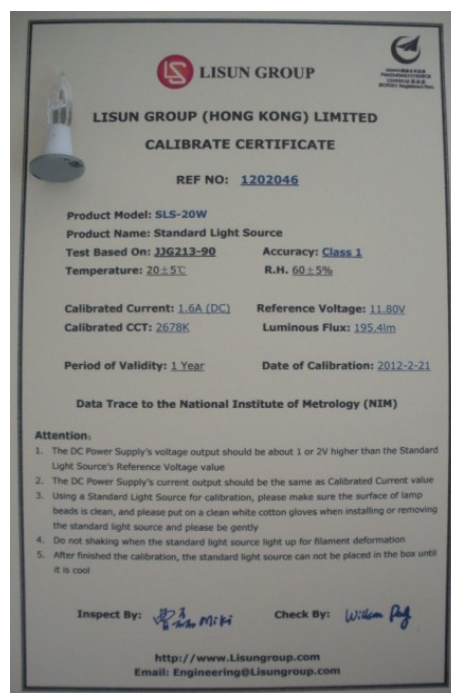 LISUN GROUP
LISUN GROUP (HONG KONG) LIMITED
CALIBRATE CERTIFICATE
REF NO: 1202046
Product Model: SLS-20W
Product Name: Standard Light Source
Test Based On: JJG213-90 Accuracy: Class 1
Temperature: 20±5℃ R.H. 60±5%
Calibrated Current: 1.6A (DC) Reference Voltage: 11.80V
Calibrated CCT: 2678K Luminous Flux: 195.4lm
Period of Validity: 1 Year Date of Calibration: 2012-2-21
Data Trace to the National Institute of Metrology (NIM)
Attention:
1. The DC Power Supply's voltage output should be about 1 or 2V higher than the Standard
Light Source's Reference Voltage value
2. The DC Power Supply's current output should be the same as Calibrated Current value
3. Using a Standard Light Source for calibration, please make sure the surface of lamp
beads is clean, and please put on a clean white cotton gloves when installing or removing
the standard light source and please be gently
4. Do not shaking when the standard light source light up for filament deformation
5. After finished the calibration, the standard light source can not be placed in the box until
it is cool
Inspect By: Miki Check By: William
http://www.Lisungroup.com
Email: Engineering@Lisungroup.com